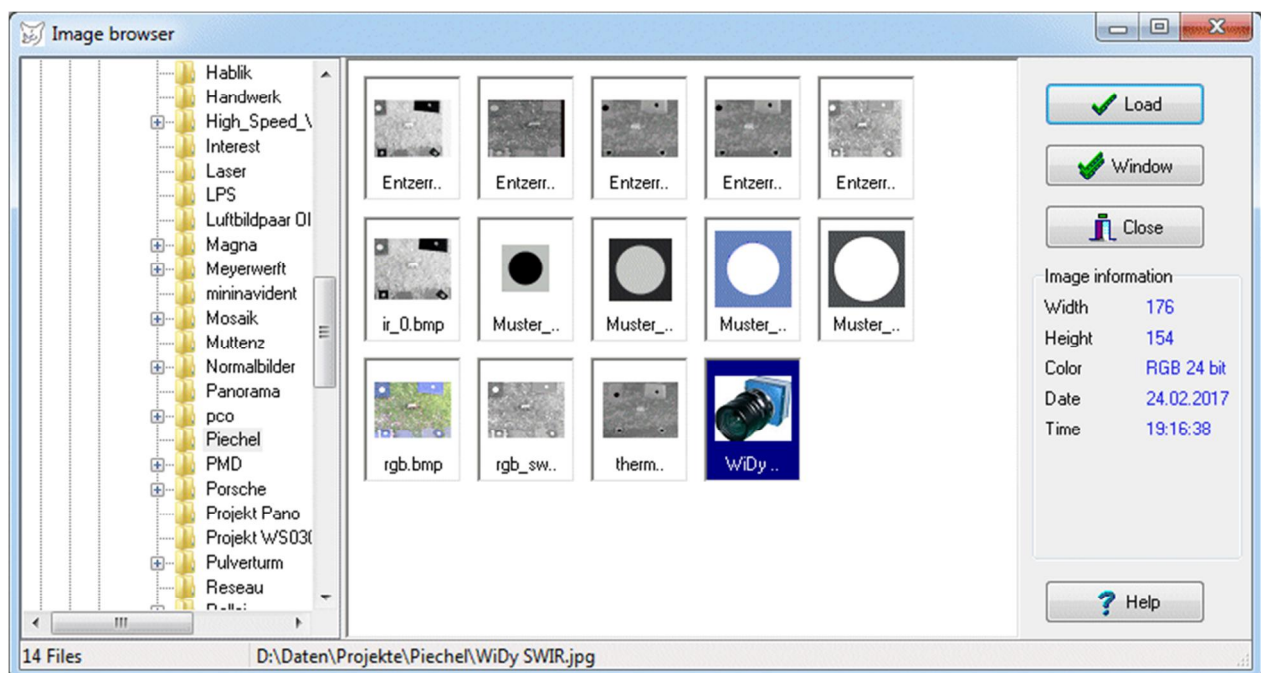 Image browser
Hablik
Handwerk
High_Speed_\
Interest
Laser
LPS
Luftbildpaar Ol
Magna
Meyerwerft
mininavident
Mosaik
Muttenz
Normalbilder
Panorama
pco
Piechel
PMD
Porsche
Projekt Pano
Projekt WS03(
Pulverturm
Reseau
Entzerr..
Entzerr..
Entzerr..
Entzerr..
Entzerr..
ir_0.bmp
Muster_..
Muster_..
Muster_..
Muster_..
rgb.bmp
rgb_sw..
therm..
WiDy ..
Load
Window
Close
Image information
Width 176
Height 154
Color RGB 24 bit
Date 24.02.2017
Time 19:16:38
Help
14 Files
D:\Daten\Projekte\Piechel\WiDy SWIR.jpg